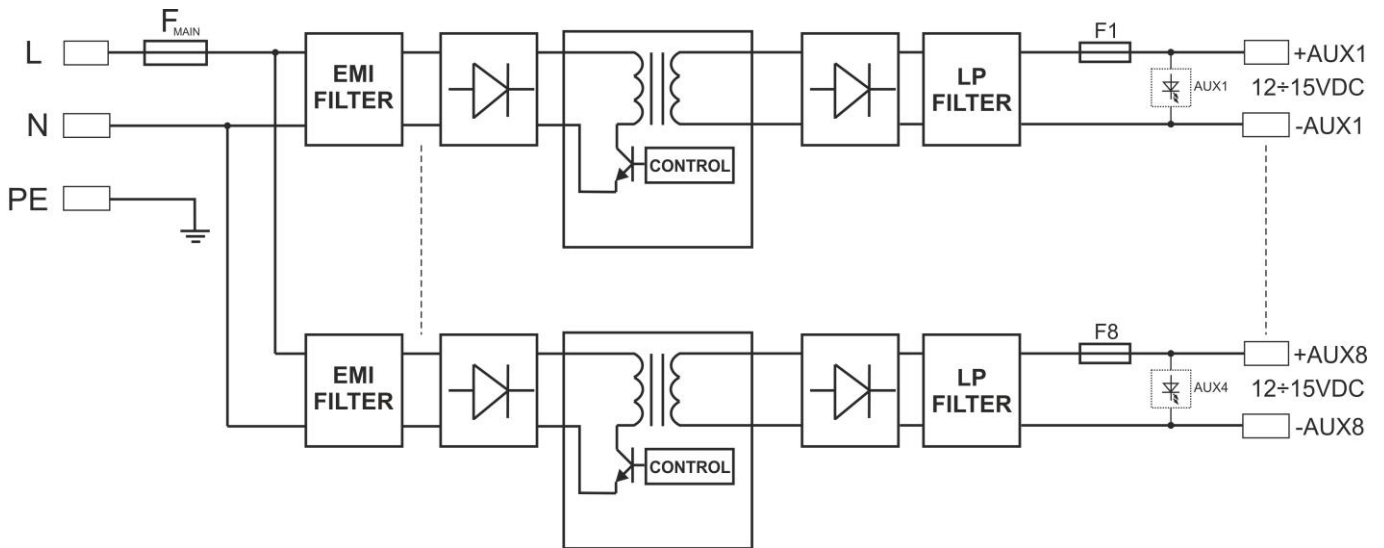 L
F MAIN
EMI
FILTER
CONTROL
LP
FILTER
F1
AUX1
+AUX1
12÷15VDC
-AUX1
N
PE
EMI
FILTER
CONTROL
LP
FILTER
F8
AUX4
+AUX8
12÷15VDC
-AUX8